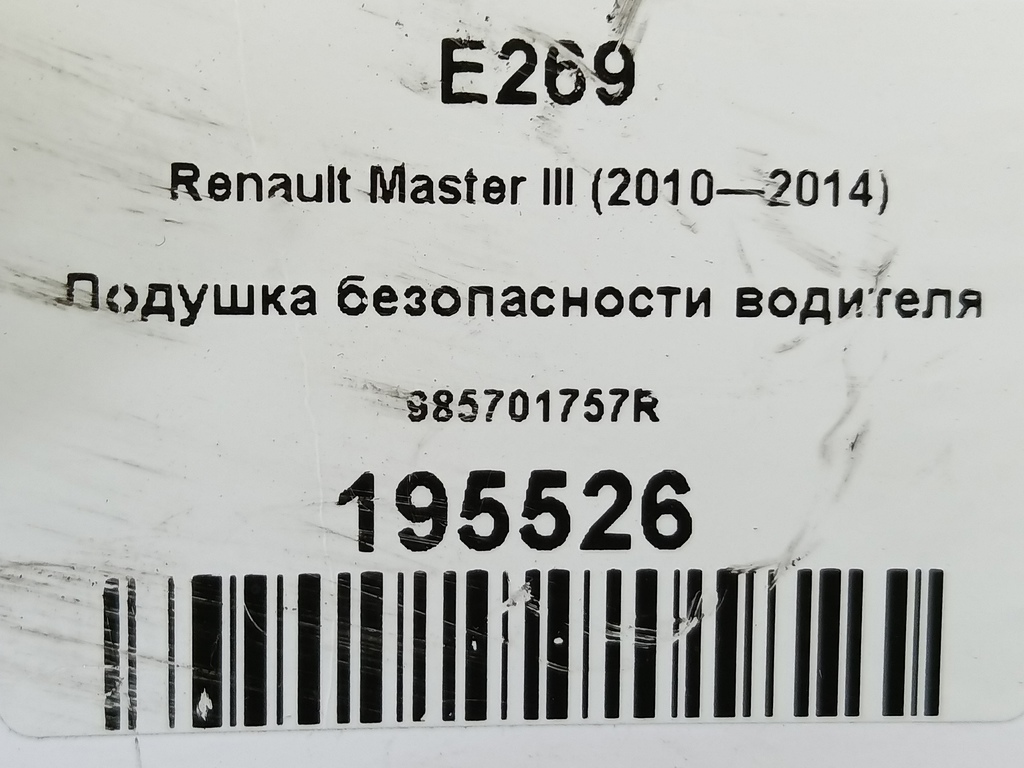 E269
Renault Master III (2010—2014)
Подушка безопасности водителя
985701757R
195526